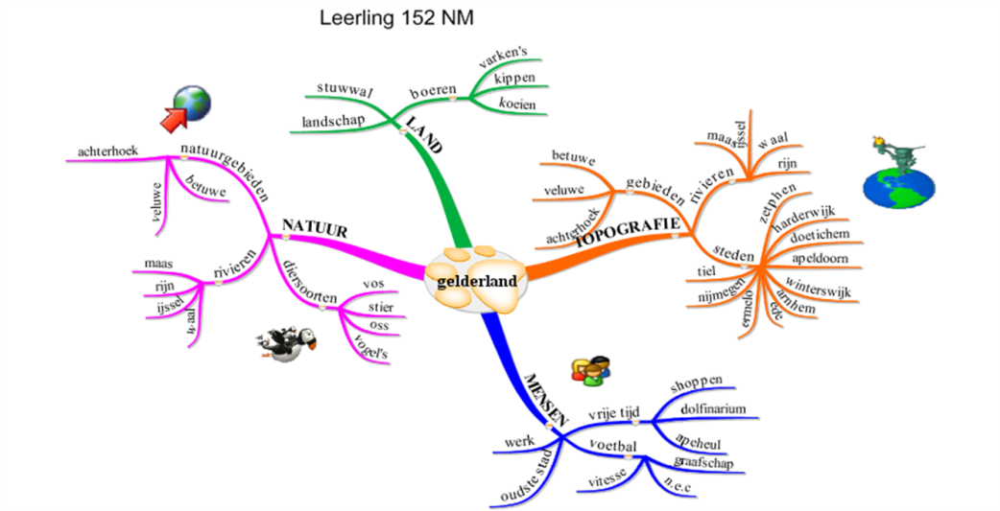 Leerling 152 NM
gelderland
LAND
stuwwal
landschap
boeren
varken's
kippen
koeien
TOPOGRAFIE
gebieden
betuwe
veluwe
achterhoek
rivieren
maas
ijssel
waal
rijn
steden
zetphen
harderwijk
doetichem
apeldoorn
winterswijk
arnhem
ede
ermelo
nijmegen
tiel
MENSEN
vrije tijd
shoppen
dolfinarium
apeheul
voetbal
graafschap
n.e.c
vitesse
werk
oudste stad
NATUUR
natuurgebieden
achterhoek
veluwe
betuwe
rivieren
maas
rijn
ijssel
waal
diersoorten
vos
stier
oss
vogel's